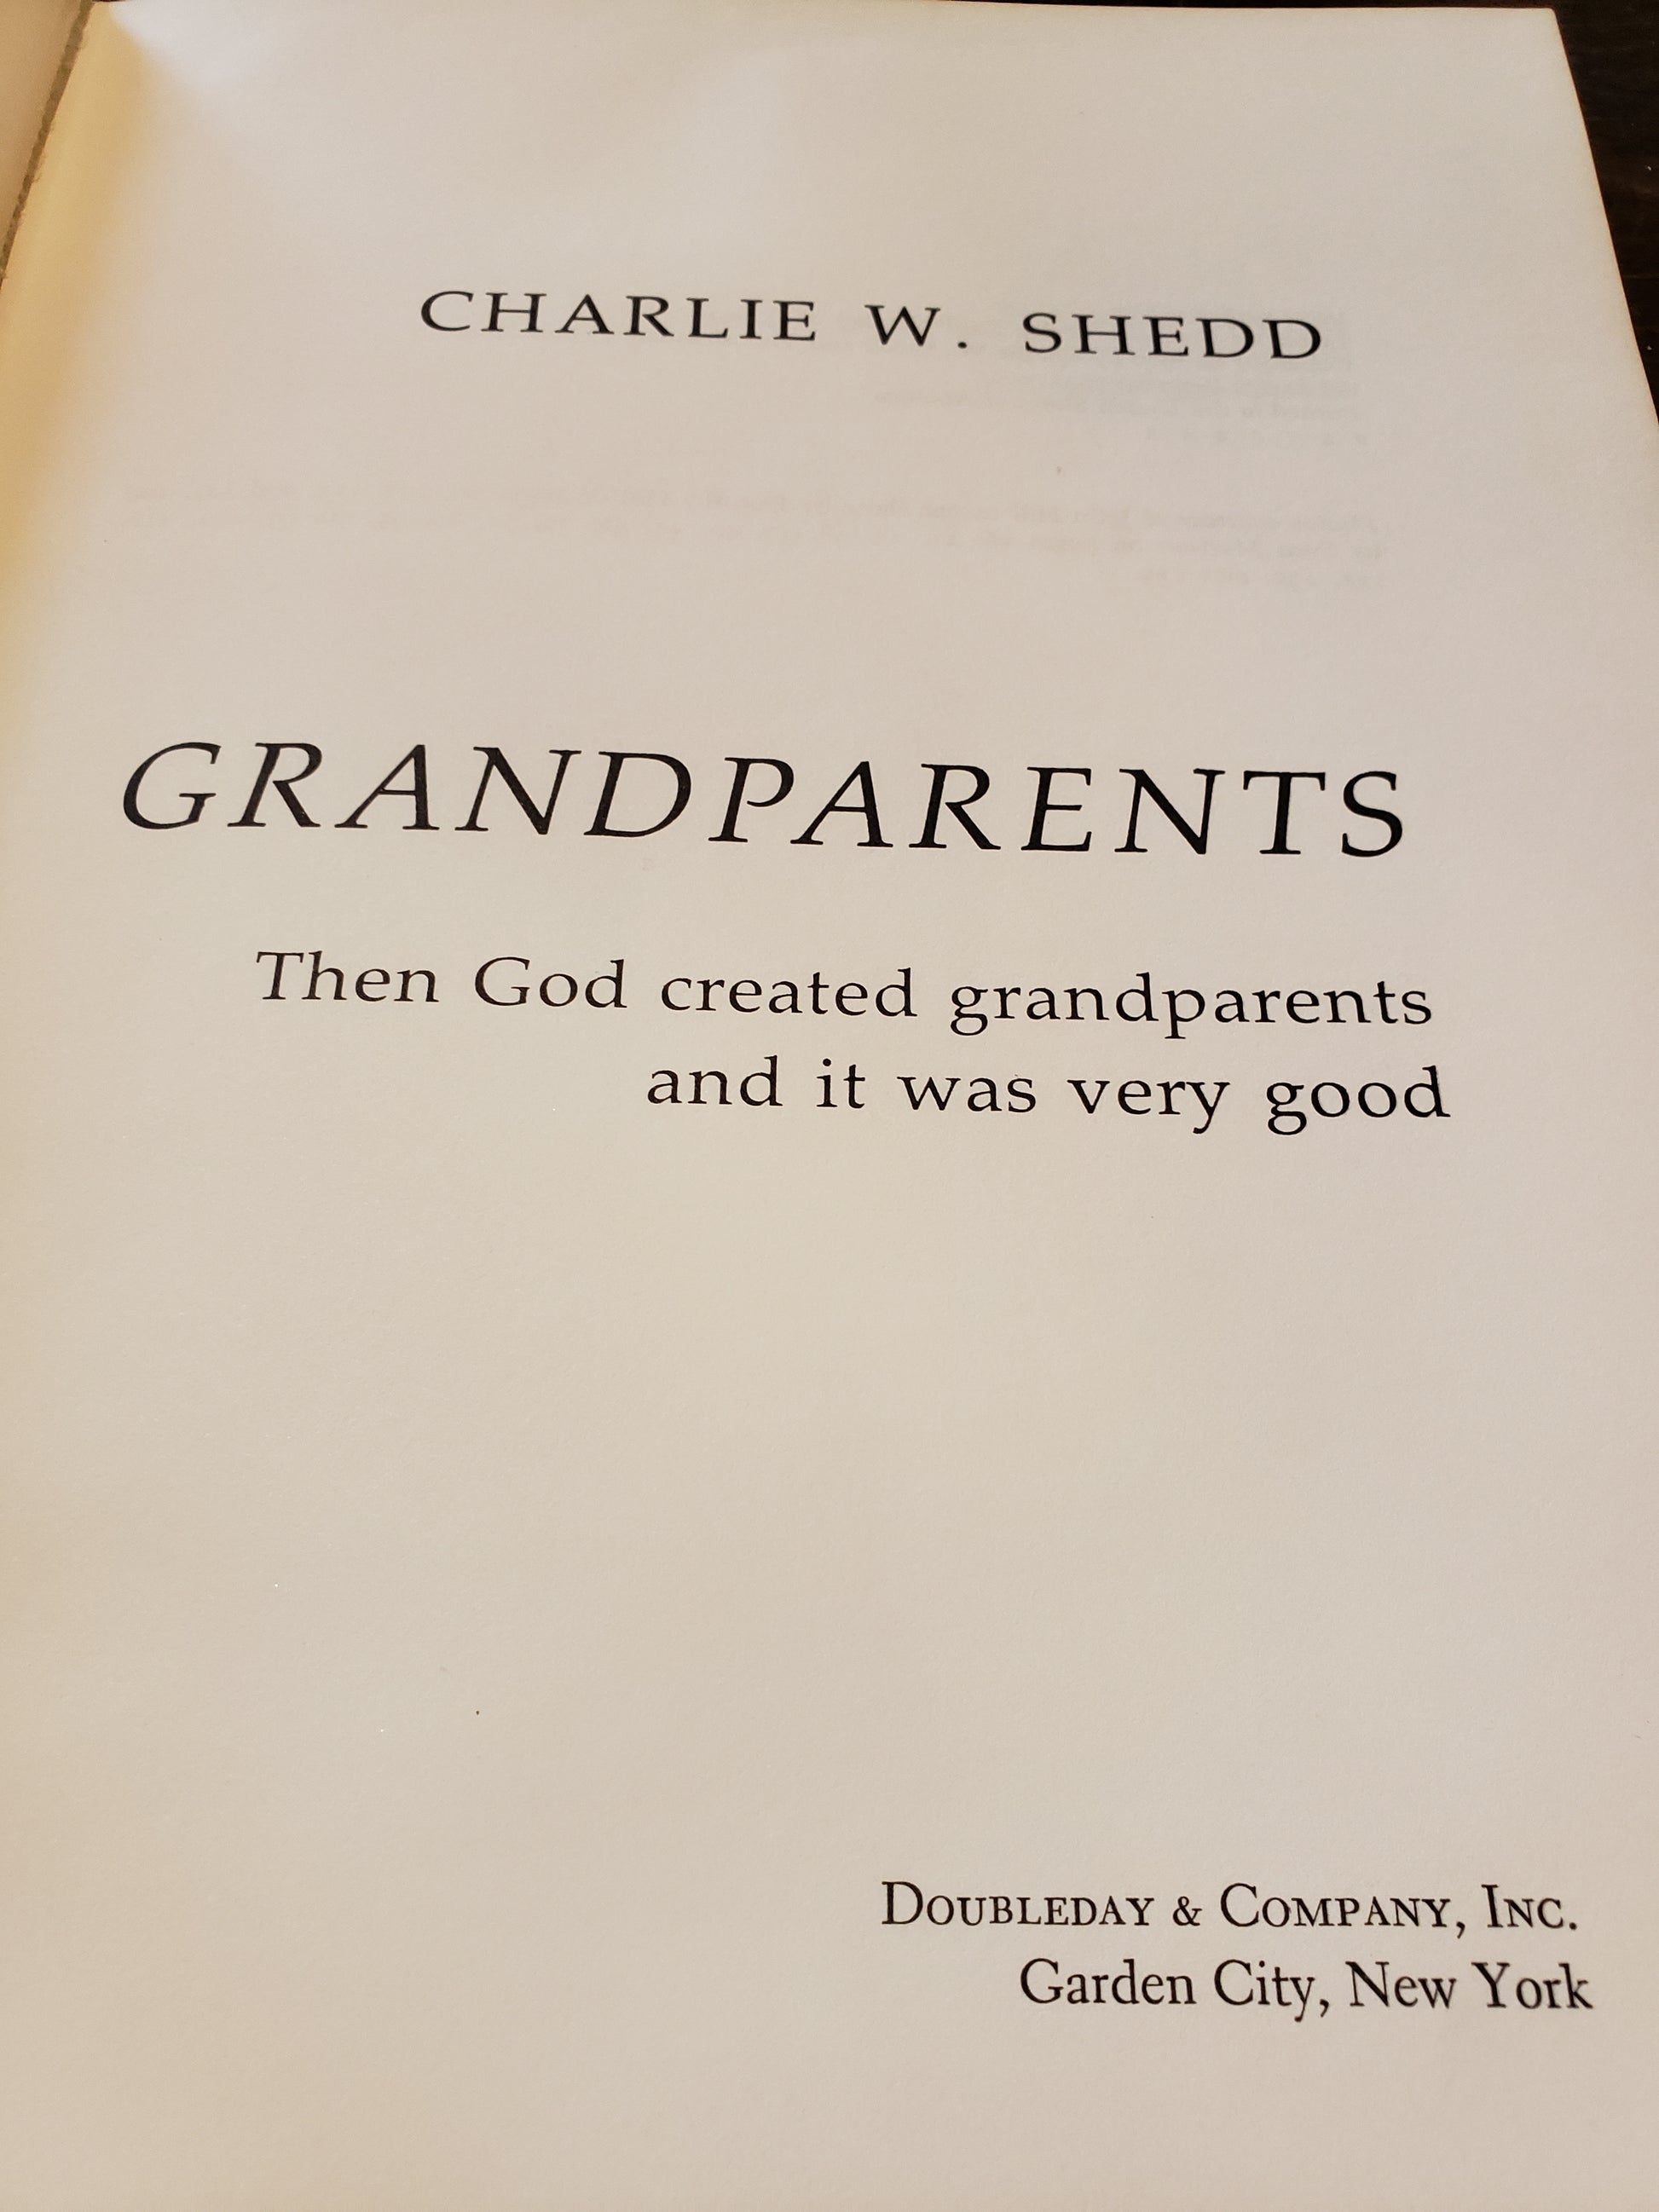 CHARLIE W. SHEDD
GRANDPARENTS
Then God created grandparents
and it was very good
DOUBLEDAY & COMPANY, INC.
Garden City, New York